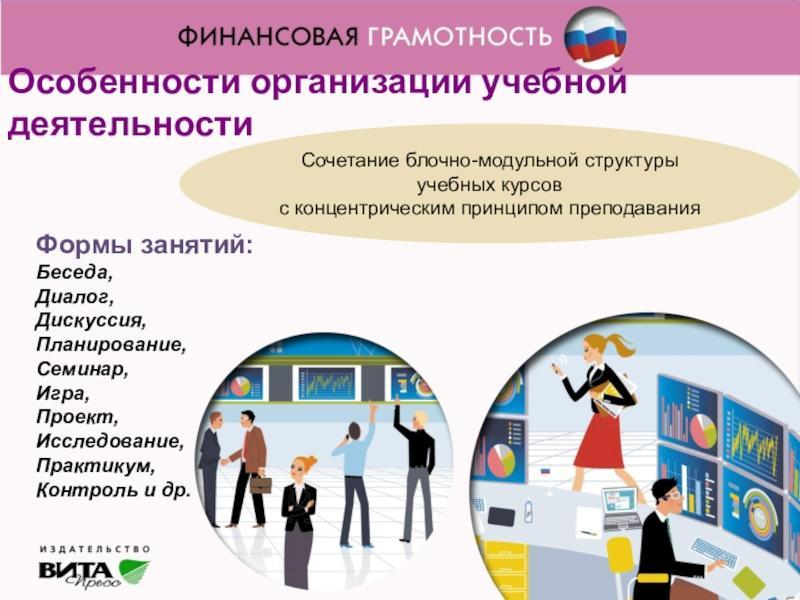 ФИНАНСОВАЯ ГРАМОТНОСТЬ
Особенности организации учебной
деятельности
Сочетание блочно-модульной структуры
учебных курсов
с концентрическим принципом преподавания
Формы занятий:
Беседа,
Диалог,
Дискуссия,
Планирование,
Семинар,
Игра,
Проект,
Исследование,
Практикум,
Контроль и др.
ИЗДАТЕЛЬСТВО
ВИТА
Пресс
5